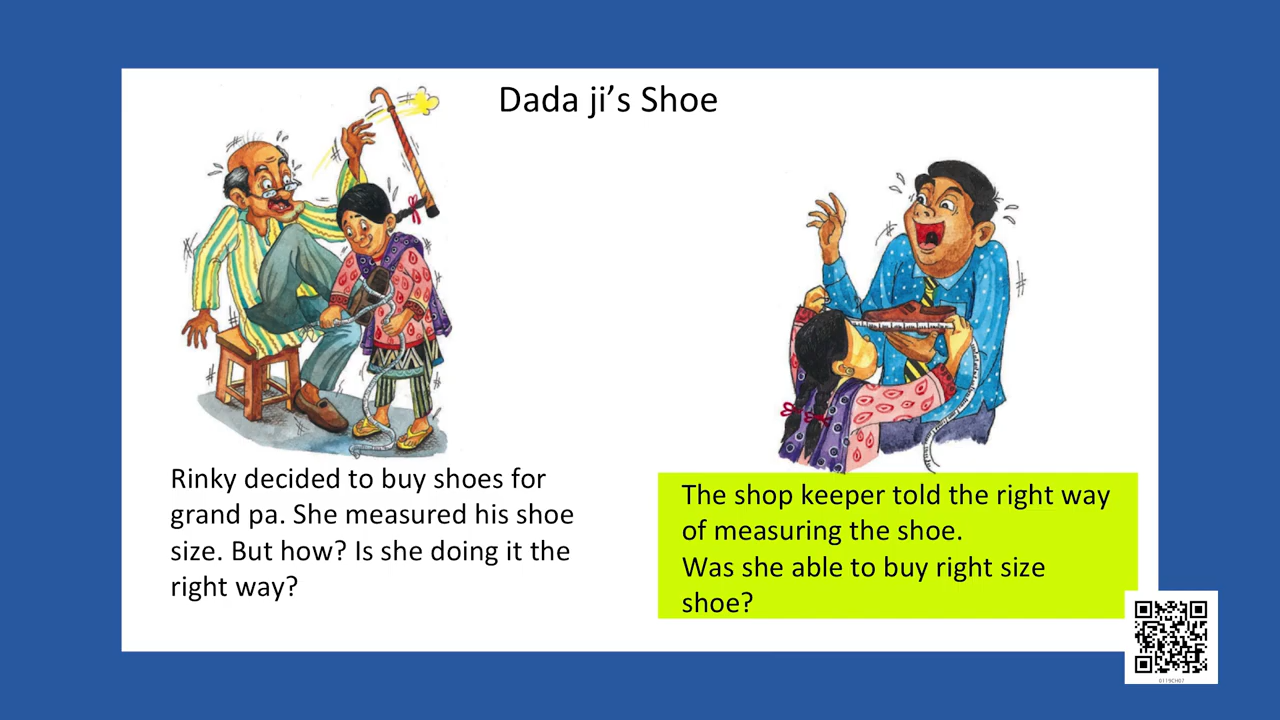 Dada ji’s Shoe
Rinky decided to buy shoes for
grand pa. She measured his shoe
size. But how? Is she doing it the
right way?
The shop keeper told the right way
of measuring the shoe.
Was she able to buy right size
shoe?
0119CH07